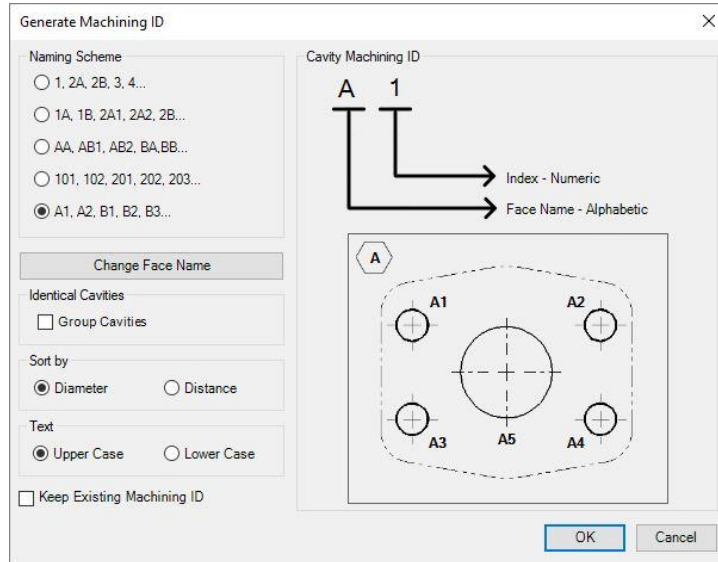 Generate Machining ID
Naming Scheme
1, 2A, 2B, 3, 4...
1A, 1B, 2A1, 2A2, 2B...
AA, AB1, AB2, BA,BB...
101, 102, 201, 202, 203...
A1, A2, B1, B2, B3...
Change Face Name
Identical Cavities
Group Cavities
Sort by
Diameter Distance
Text
Upper Case Lower Case
Keep Existing Machining ID
Cavity Machining ID
A 1
Index - Numeric
Face Name - Alphabetic
A
A1 A2
A3 A5 A4
OK Cancel